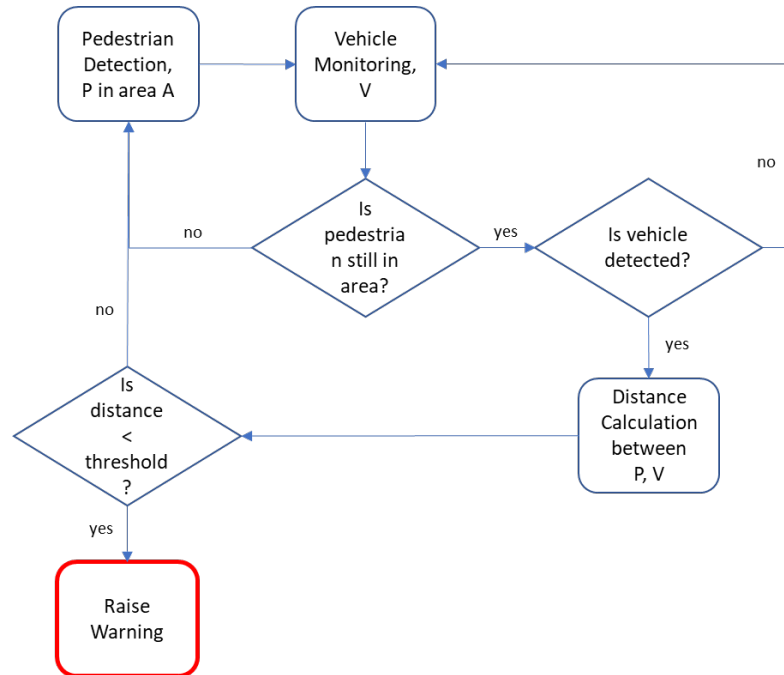 Pedestrian
Detection,
P in area A
Vehicle
Monitoring,
V
no
Is
pedestria
n still in
area?
no
yes
Is vehicle
detected?
no
yes
Is
distance
<
threshold
?
Distance
Calculation
between
P, V
yes
Raise
Warning